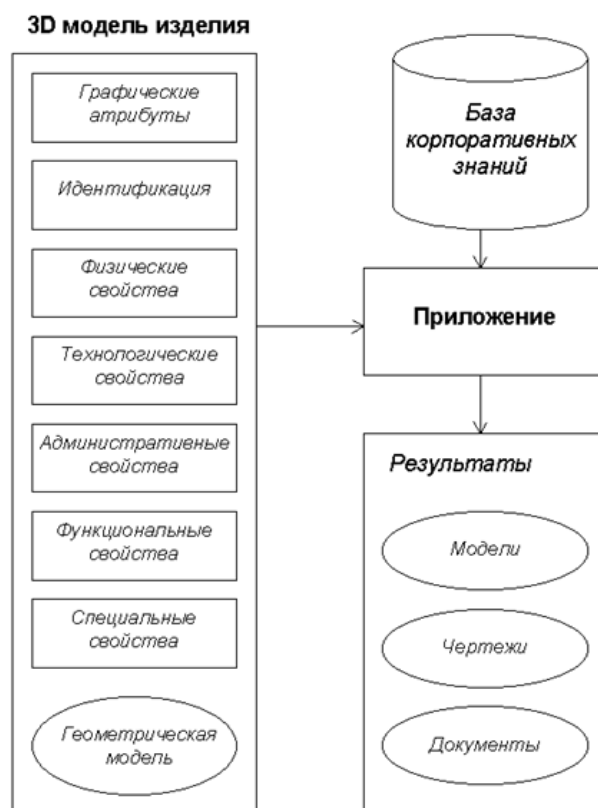 3D модель изделия
Графические
атрибуты
Идентификация
Физические
свойства
Технологические
свойства
Административные
свойства
Функциональные
свойства
Специальные
свойства
Геометрическая
модель
База
корпоративных
знаний
Приложение
Результаты
Модели
Чертежи
Документы